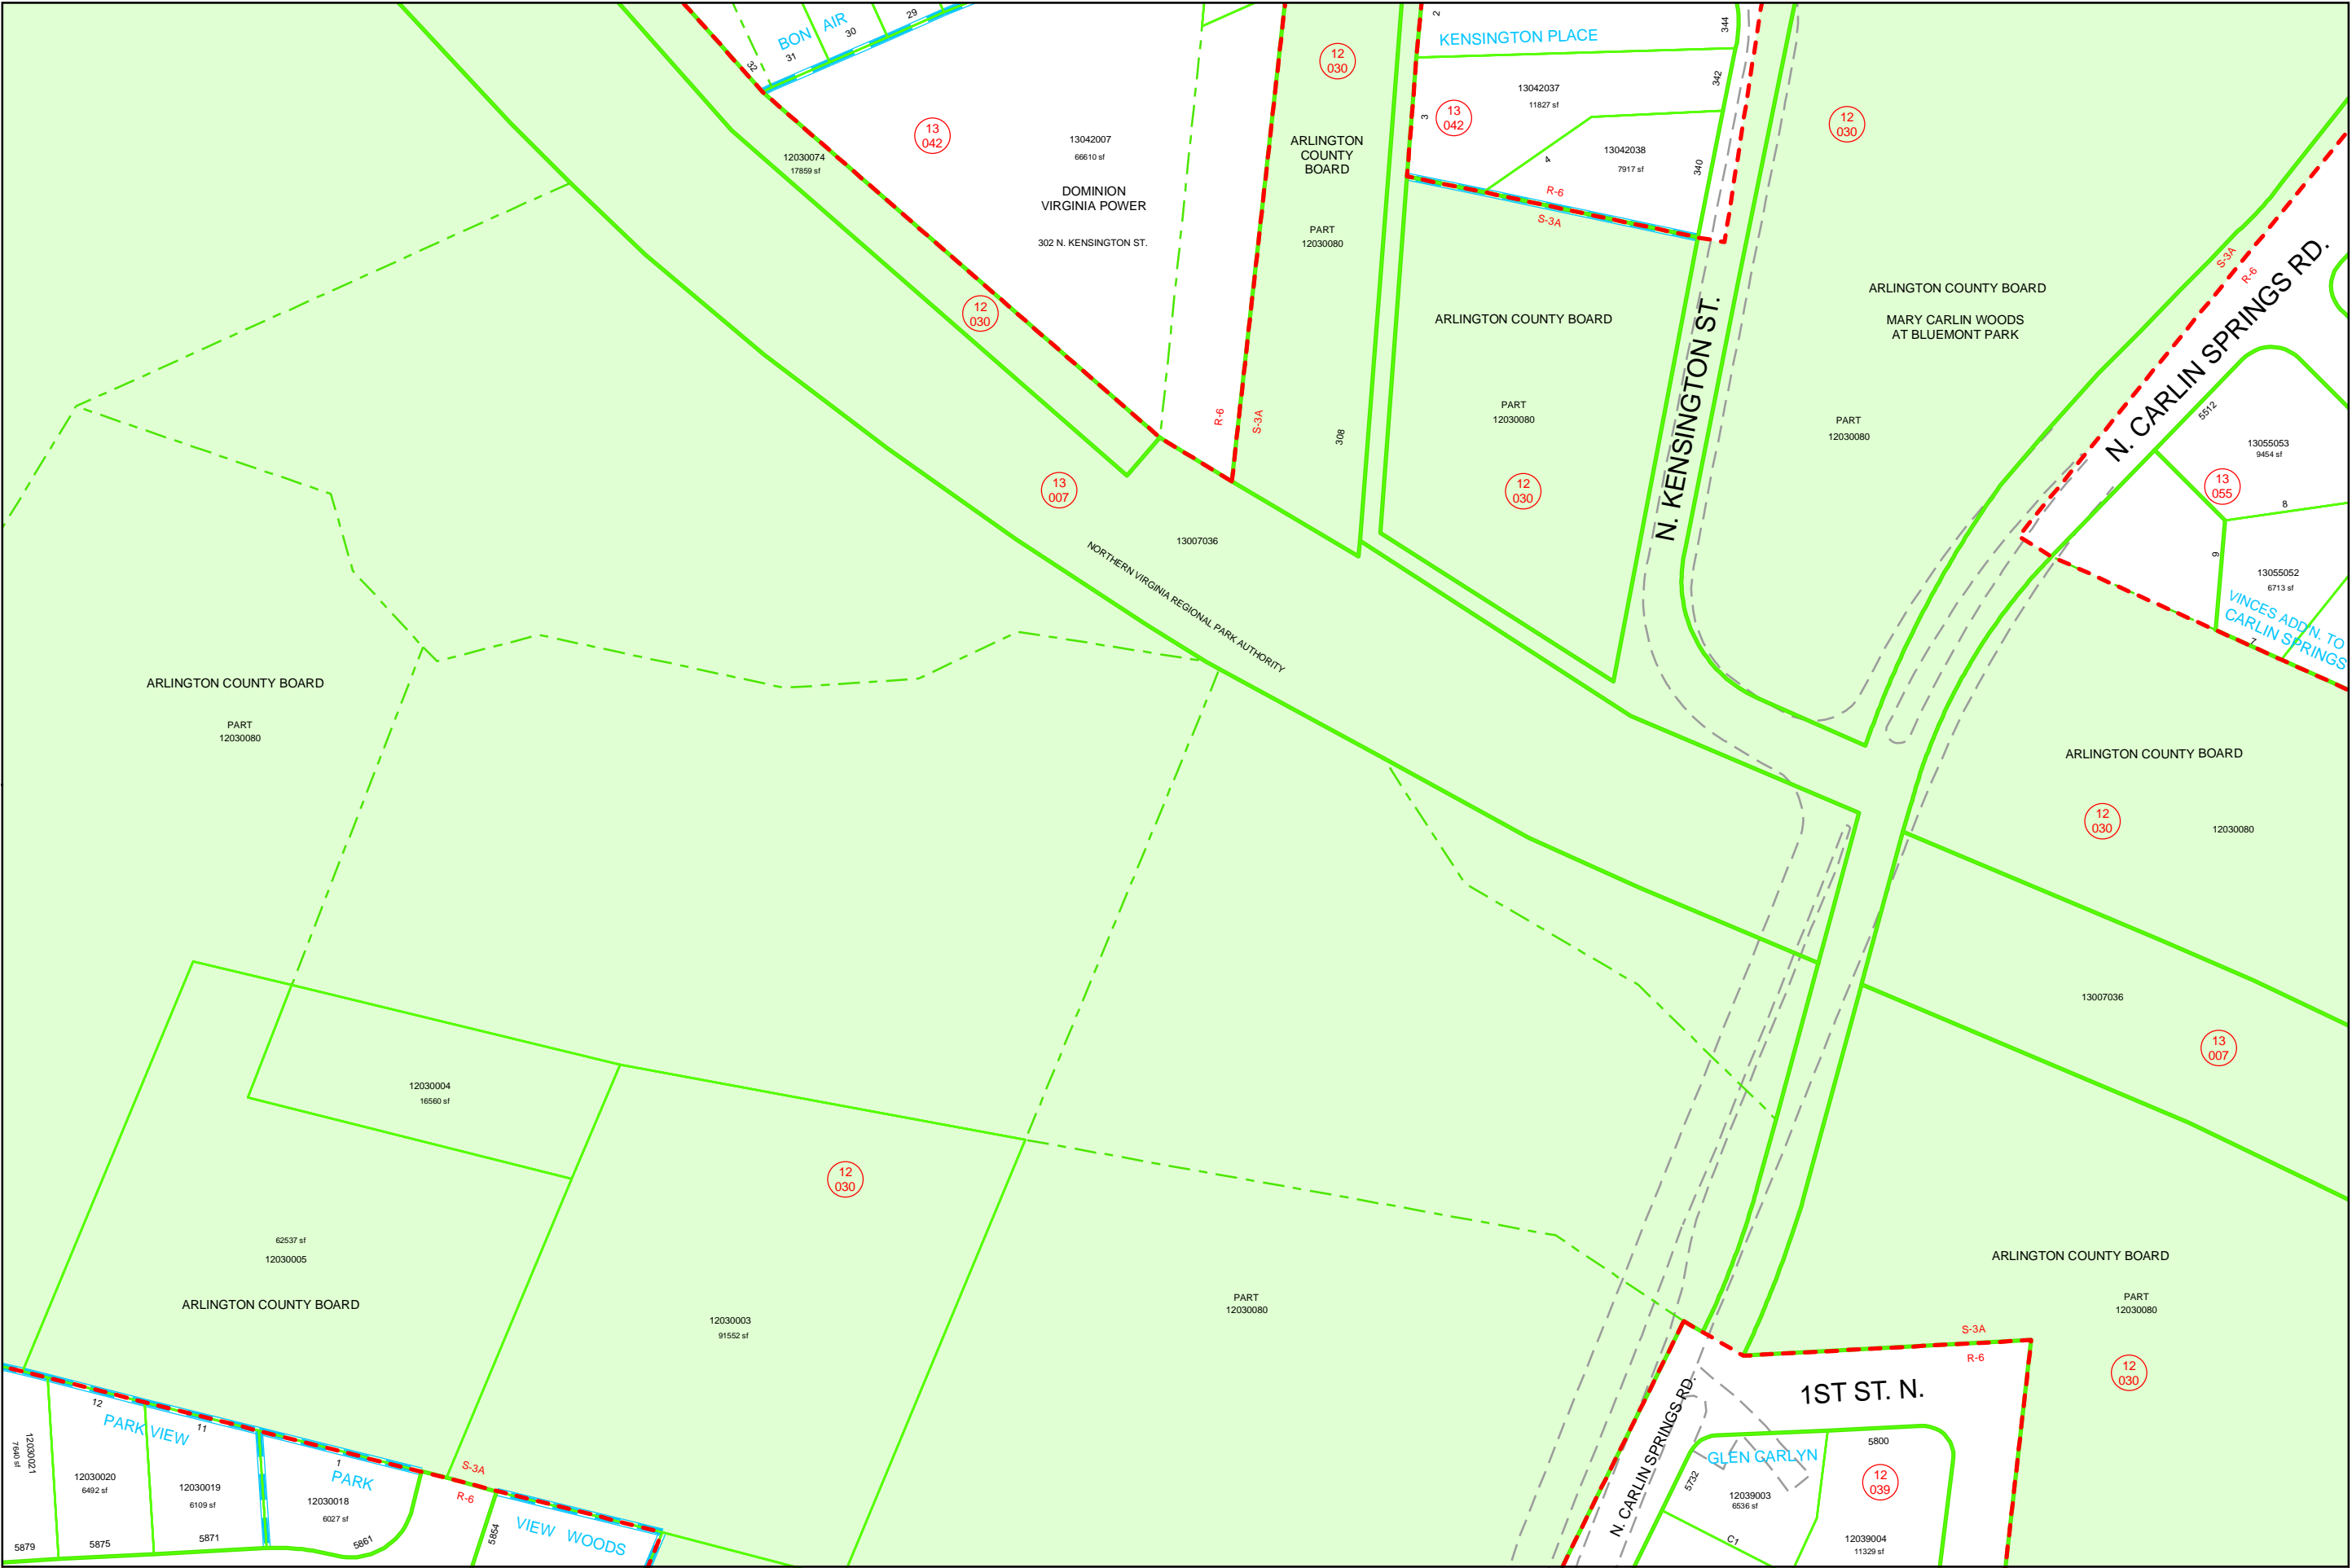 BON AIR
29
30
31
32
2
KENSINGTON PLACE
344
342
340
12
030
13
042
13042007
66610 sf
DOMINION
VIRGINIA POWER
302 N. KENSINGTON ST.
12030074
17859 sf
ARLINGTON
COUNTY
BOARD
PART
12030080
13042037
11827 sf
3
13
042
13042038
7917 sf
4
R-6
S-3A
12
030
12
030
ARLINGTON COUNTY BOARD
PART
12030080
12
030
N. KENSINGTON ST.
ARLINGTON COUNTY BOARD
MARY CARLIN WOODS
AT BLUEMONT PARK
PART
12030080
S-3A
R-6
N. CARLIN SPRINGS RD.
5512
13055053
9454 sf
13
055
8
9
13055052
6713 sf
VINCES ADD'N. TO
CARLIN SPRINGS
7
R-6
S-3A
308
13
007
13007036
NORTHERN VIRGINIA REGIONAL PARK AUTHORITY
ARLINGTON COUNTY BOARD
PART
12030080
ARLINGTON COUNTY BOARD
12
030
12030080
13007036
13
007
12030004
16560 sf
12
030
62537 sf
12030005
ARLINGTON COUNTY BOARD
12030003
91552 sf
PART
12030080
ARLINGTON COUNTY BOARD
PART
12030080
S-3A
R-6
12
030
1ST ST. N.
N. CARLIN SPRINGS RD.
GLEN CARLYN
5800
5732
12
039
12039003
6536 sf
C1
12039004
11329 sf
12
PARK VIEW
11
1
PARK
S-3A
R-6
VIEW WOODS
12030021
7640 sf
12030020
6492 sf
12030019
6109 sf
12030018
6027 sf
5879
5875
5871
5861
5854